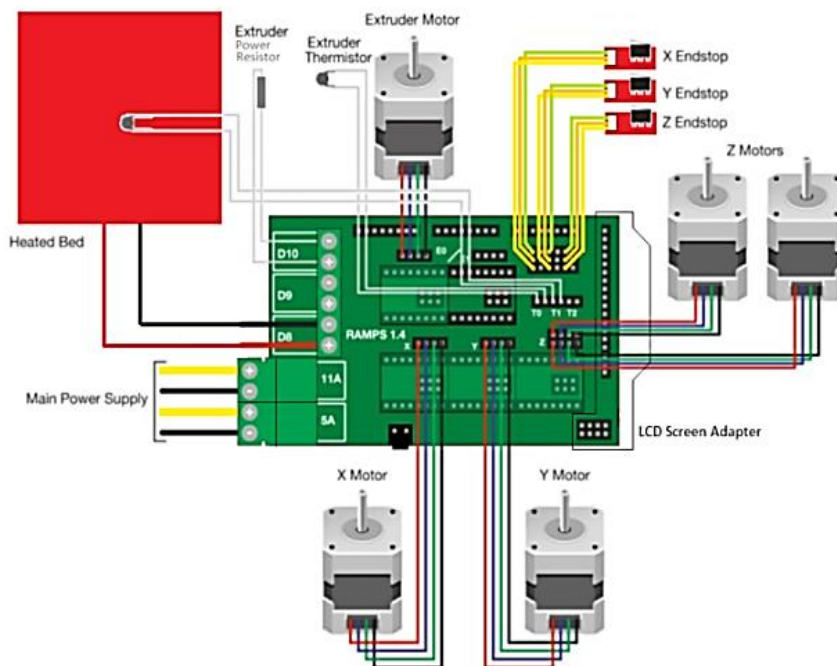 Extruder Motor
Extruder
Power
Resistor
Extruder
Thermistor
X Endstop
Y Endstop
Z Endstop
Z Motors
Heated Bed
D10
E0
E1
D9
T0 T1 T2
D8
RAMPS 1.4
X
Y
Z
Main Power Supply
11A
5A
LCD Screen Adapter
X Motor
Y Motor